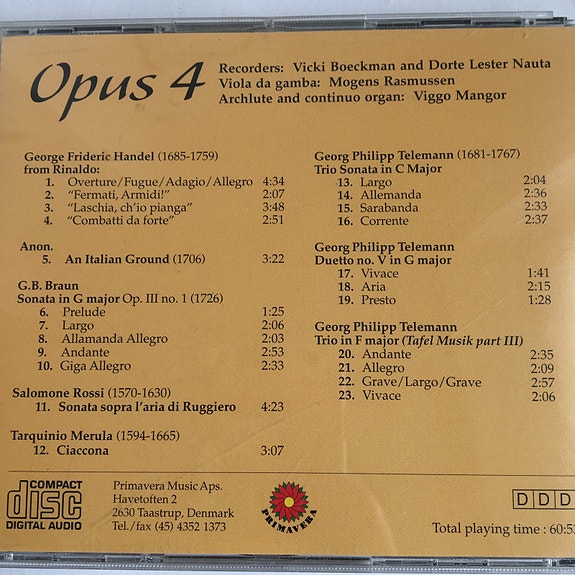 Opus 4
Recorders: Vicki Boeckman and Dorte Lester Nauta
Viola da gamba: Mogens Rasmussen
Archlute and continuo organ: Viggo Mangor
George Frideric Handel (1685-1759)
from Rinaldo:
1. Overture/Fugue/Adagio/Allegro 4:34
2. "Fermati, Armidi!" 2:07
3. "Laschia, ch'io pianga" 3:48
4. "Combatti da forte" 2:51
Anon.
5. An Italian Ground (1706) 3:22
G.B. Braun
Sonata in G major Op. III no. 1 (1726)
6. Prelude 1:25
7. Largo 2:06
8. Allamanda Allegro 2:03
9. Andante 2:53
10. Giga Allegro 2:33
Salomone Rossi (1570-1630)
11. Sonata sopra l'aria di Ruggiero 4:23
Tarquinio Merula (1594-1665)
12. Ciaccona 3:07
Georg Philipp Telemann (1681-1767)
Trio Sonata in C Major
13. Largo 2:04
14. Allemanda 2:36
15. Sarabanda 2:33
16. Corrente 2:37
Georg Philipp Telemann
Duetto no. V in G major
17. Vivace 1:41
18. Aria 2:15
19. Presto 1:28
Georg Philipp Telemann
Trio in F major (Tafel Musik part III)
20. Andante 2:35
21. Allegro 2:09
22. Grave/Largo/Grave 2:57
23. Vivace 2:06
COMPACT
disc
DIGITAL AUDIO
Primavera Music Aps.
Havetoften 2
2630 Taastrup, Denmark
Tel./fax (45) 4352 1373
PRIMAVERA
D D D
Total playing time : 60:53